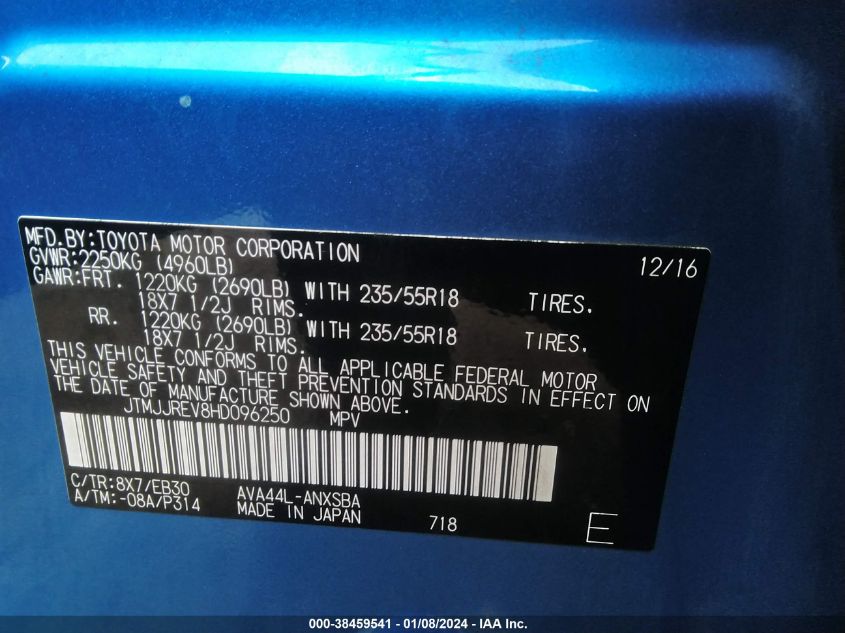 MFD.BY:TOYOTA MOTOR CORPORATION 12/16
GVWR:2250KG (4960LB)
GAWR:FRT. 1220KG (2690LB) WITH 235/55R18 TIRES.
18X7 1/2J RIMS.
RR. 1220KG (2690LB) WITH 235/55R18 TIRES.
18X7 1/2J RIMS.
THIS VEHICLE CONFORMS TO ALL APPLICABLE FEDERAL MOTOR
VEHICLE SAFETY AND THEFT PREVENTION STANDARDS IN EFFECT ON
THE DATE OF MANUFACTURE SHOWN ABOVE.
JTMJJREV8HD096250 MPV
C/TR:8X7/EB30 AVA44L-ANXSBA
A/TM:-08A/P314 MADE IN JAPAN 718 E
000-38459541 - 01/08/2024 - IAA Inc.